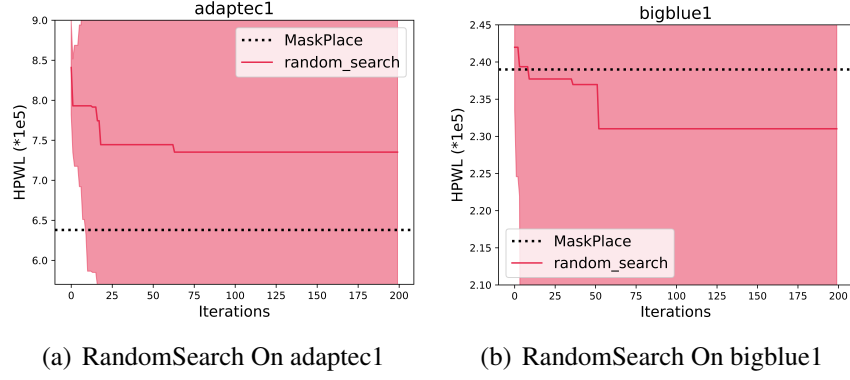 adaptec1
9.0
8.5
8.0
7.5
7.0
6.5
6.0
HPWL (*1e5)
MaskPlace
random_search
0 25 50 75 100 125 150 175 200
Iterations
(a) RandomSearch On adaptec1
bigblue1
2.45
2.40
2.35
2.30
2.25
2.20
2.15
2.10
HPWL (*1e5)
MaskPlace
random_search
0 25 50 75 100 125 150 175 200
Iterations
(b) RandomSearch On bigblue1